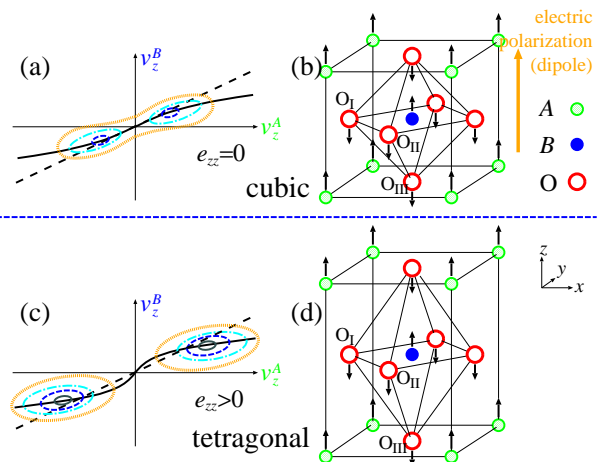 (a)
v_z^B
v_z^A
e_zz=0
cubic
(b)
O_I
O_II
O_III
electric
polarization
(dipole)
A
B
O
(c)
v_z^B
v_z^A
e_zz>0
tetragonal
(d)
O_I
O_II
O_III
z
y
x